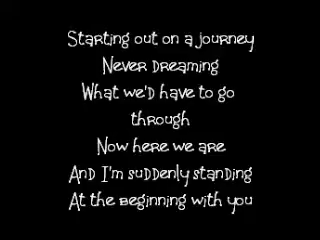 Starting out on a journey
Never dreaming
What we'd have to go
through
Now here we are
And I'm suddenly standing
At the beginning with you